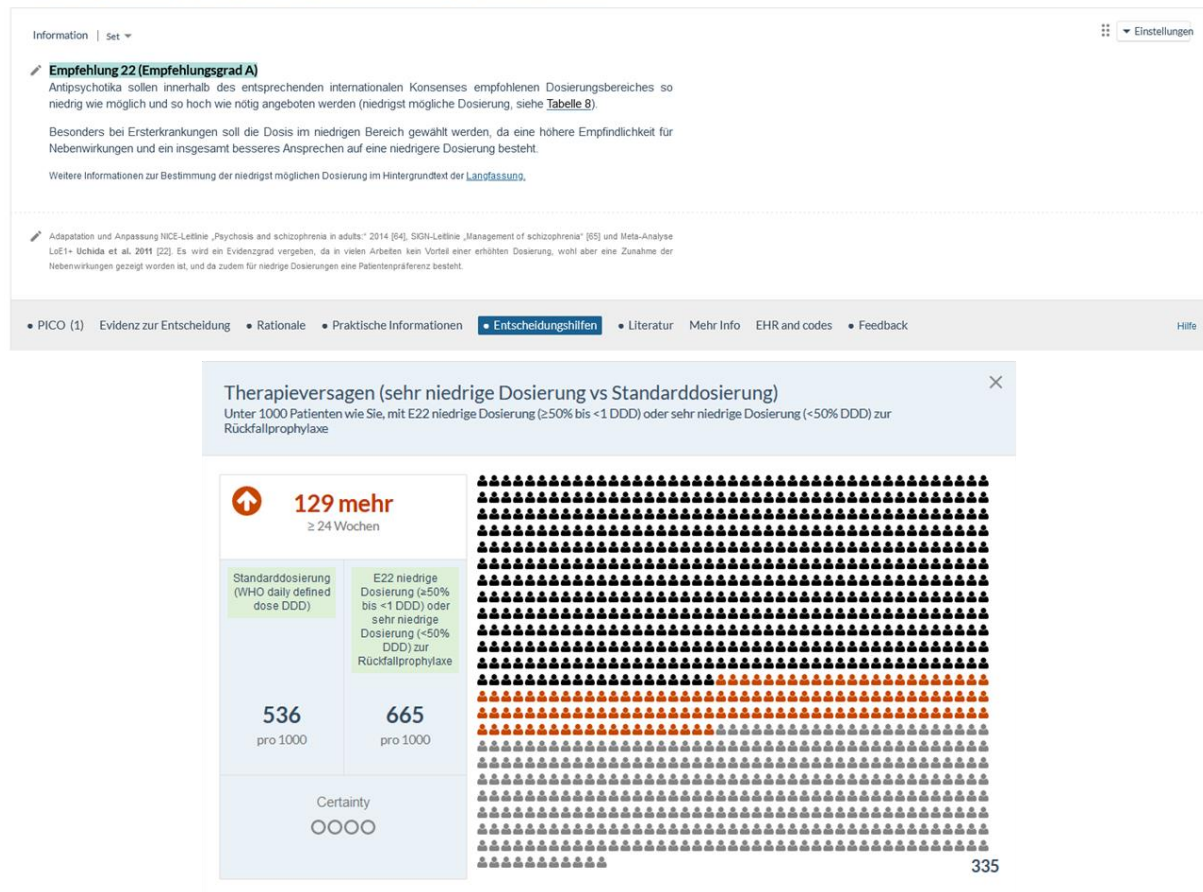 Information | Set
Einstellungen
Empfehlung 22 (Empfehlungsgrad A)
Antipsychotika sollen innerhalb des entsprechenden internationalen Konsenses empfohlenen Dosierungsbereiches so
niedrig wie möglich und so hoch wie nötig angeboten werden (niedrigst mögliche Dosierung, siehe Tabelle 8).
Besonders bei Ersterkrankungen soll die Dosis im niedrigen Bereich gewählt werden, da eine höhere Empfindlichkeit für
Nebenwirkungen und ein insgesamt besseres Ansprechen auf eine niedrigere Dosierung besteht.
Weitere Informationen zur Bestimmung der niedrigst möglichen Dosierung im Hintergrundtext der Langfassung.
Adapatation und Anpassung NICE-Leitlinie „Psychosis and schizophrenia in adults:“ 2014 [64], SIGN-Leitlinie „Management of schizophrenia“ [65] und Meta-Analyse
LoE1+ Uchida et al. 2011 [22]. Es wird ein Evidenzgrad vergeben, da in vielen Arbeiten kein Vorteil einer erhöhten Dosierung, wohl aber eine Zunahme der
Nebenwirkungen gezeigt worden ist, und da zudem für niedrige Dosierungen eine Patientenpräferenz besteht.
• PICO (1) Evidenz zur Entscheidung • Rationale • Praktische Informationen • Entscheidungshilfen • Literatur Mehr Info EHR and codes • Feedback
Hilfe
Therapieversagen (sehr niedrige Dosierung vs Standarddosierung)
Unter 1000 Patienten wie Sie, mit E22 niedrige Dosierung (≥50% bis <1 DDD) oder sehr niedrige Dosierung (<50% DDD) zur
Rückfallprophylaxe
129 mehr
≥ 24 Wochen
Standarddosierung
(WHO daily defined
dose DDD)
E22 niedrige
Dosierung (≥50%
bis <1 DDD) oder
sehr niedrige
Dosierung (<50%
DDD) zur
Rückfallprophylaxe
536
pro 1000
665
pro 1000
Certainty
335